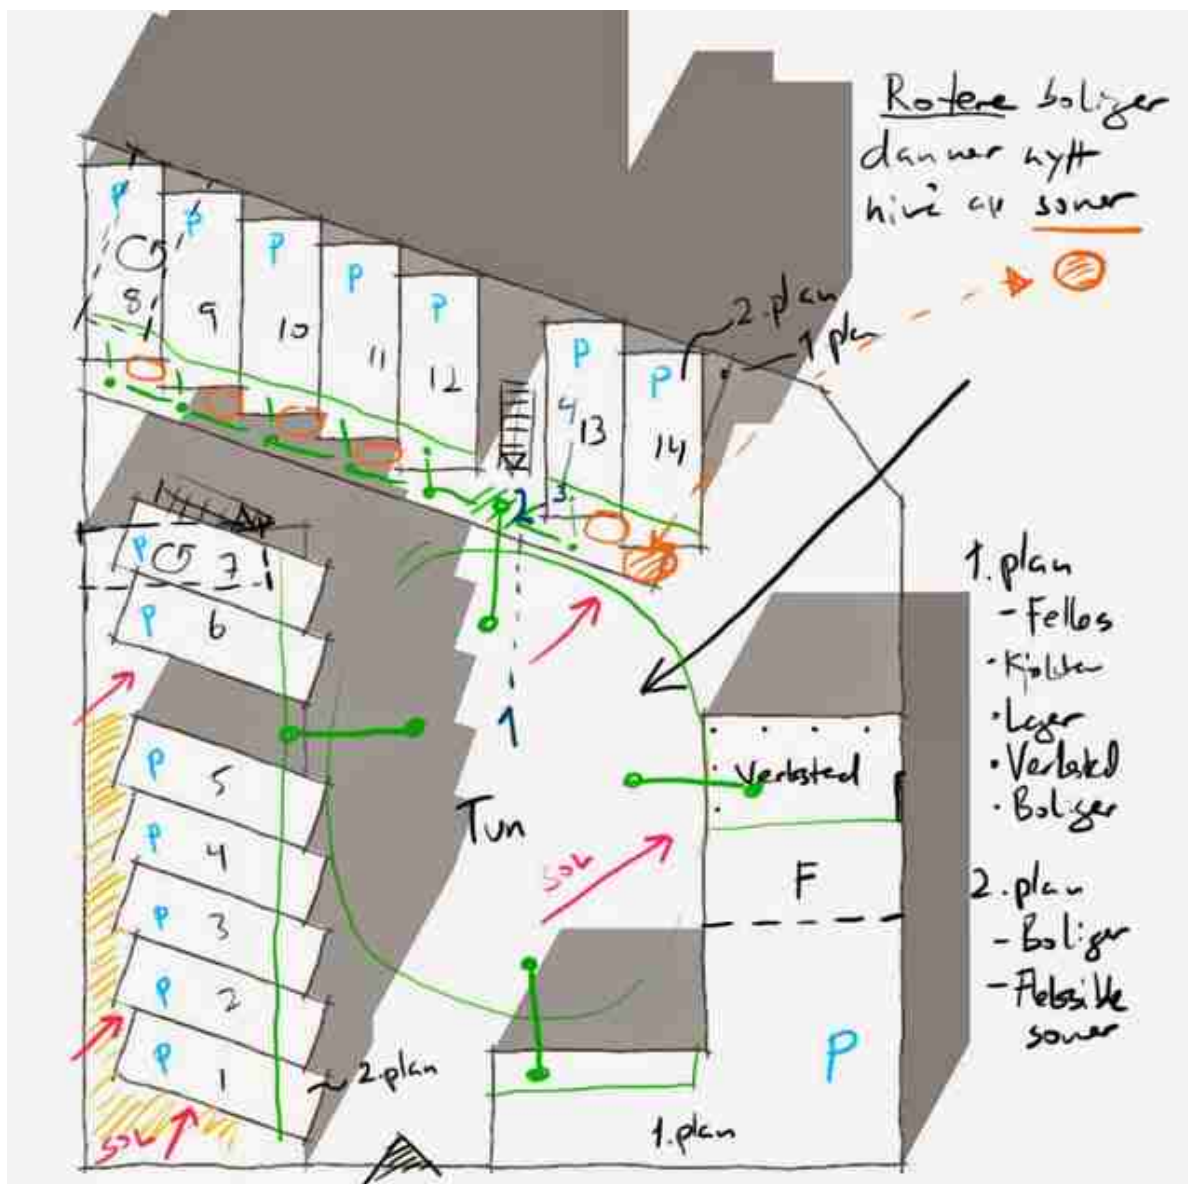 Rotere boliger
danner nytt
nivå av soner
2.plan
1 plan
P
8
P
9
P
10
P
11
P
12
P
4
13
P
14
2
3.
1
P
7
P
6
P
5
P
4
P
3
P
2
P
1
Tun
sol
sol
2.plan
Verksted
F
P
1.plan
1.plan
- Felles
· Kjøkken
· Lager
· Verksted
· Boliger
2.plan
- Boliger
- Fleksible
soner